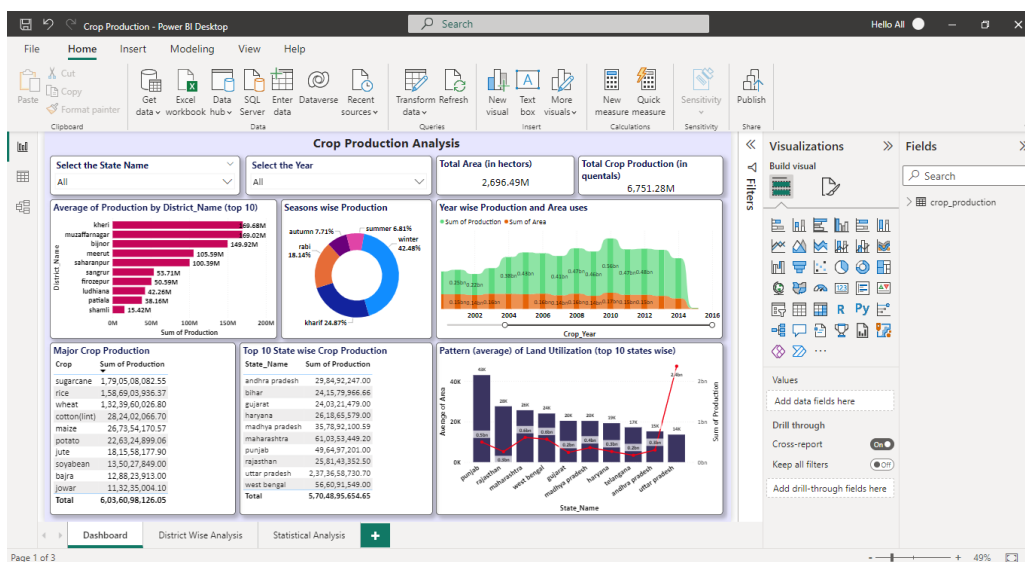 Crop Production - Power BI Desktop
Search
Hello All
File Home Insert Modeling View Help
Paste
Cut
Copy
Format painter
Clipboard
Get data
Excel workbook
Data hub
SQL Server
Enter data
Dataverse
Recent sources
Data
Transform data
Refresh
Queries
New visual
Text box
More visuals
Insert
New measure
Quick measure
Calculations
Sensitivity
Sensitivity
Publish
Share
Crop Production Analysis
Select the State Name
All
Select the Year
All
Total Area (in hectors)
2,696.49M
Total Crop Production (in quentals)
6,751.28M
Average of Production by District_Name (top 10)
District_Name
kheri 169.68M
muzaffarnagar 169.02M
bijnor 149.92M
meerut 105.59M
saharanpur 100.39M
sangrur 53.71M
firozepur 50.59M
ludhiana 42.26M
patiala 38.16M
shamli 15.42M
0M 50M 100M 150M 200M
Sum of Production
Seasons wise Production
autumn 7.71%
summer 6.81%
winter 42.48%
rabi 18.14%
kharif 24.87%
Year wise Production and Area uses
Sum of Production Sum of Area
2002 2004 2006 2008 2010 2012 2014 2016
Crop_Year
Major Crop Production
Crop Sum of Production
sugarcane 1,79,05,08,082.55
rice 1,58,69,03,936.37
wheat 1,32,39,60,026.80
cotton(lint) 28,24,02,066.70
maize 26,73,54,170.57
potato 22,63,24,899.06
jute 18,15,58,177.90
soyabean 13,50,27,849.00
bajra 12,88,23,913.00
jowar 11,32,35,004.10
Total 6,03,60,98,126.05
Top 10 State wise Crop Production
State_Name Sum of Production
andhra pradesh 29,84,92,247.00
bihar 24,15,79,966.66
gujarat 24,03,21,479.00
haryana 26,18,65,579.00
madhya pradesh 35,78,92,100.59
maharashtra 61,03,53,449.20
punjab 49,64,97,201.00
rajasthan 25,81,43,352.50
uttar pradesh 2,37,36,58,730.70
west bengal 56,60,91,549.00
Total 5,70,48,95,654.65
Pattern (average) of Land Utilization (top 10 states wise)
Average of Area
40K
20K
0K
28K 26K 24K 20K 20K 19K 17K 15K 14K
2bn
1bn
0bn
Sum of Production
punjab
rajasthan
maharashtra
west bengal
gujarat
madhya pradesh
haryana
telangana
andhra pradesh
uttar pradesh
State_Name
Filters
Visualizations
Build visual
R Py
123
Values
Add data fields here
Drill through
Cross-report
On
Keep all filters
Off
Add drill-through fields here
Fields
Search
crop_production
Dashboard District Wise Analysis Statistical Analysis
Page 1 of 3
49%